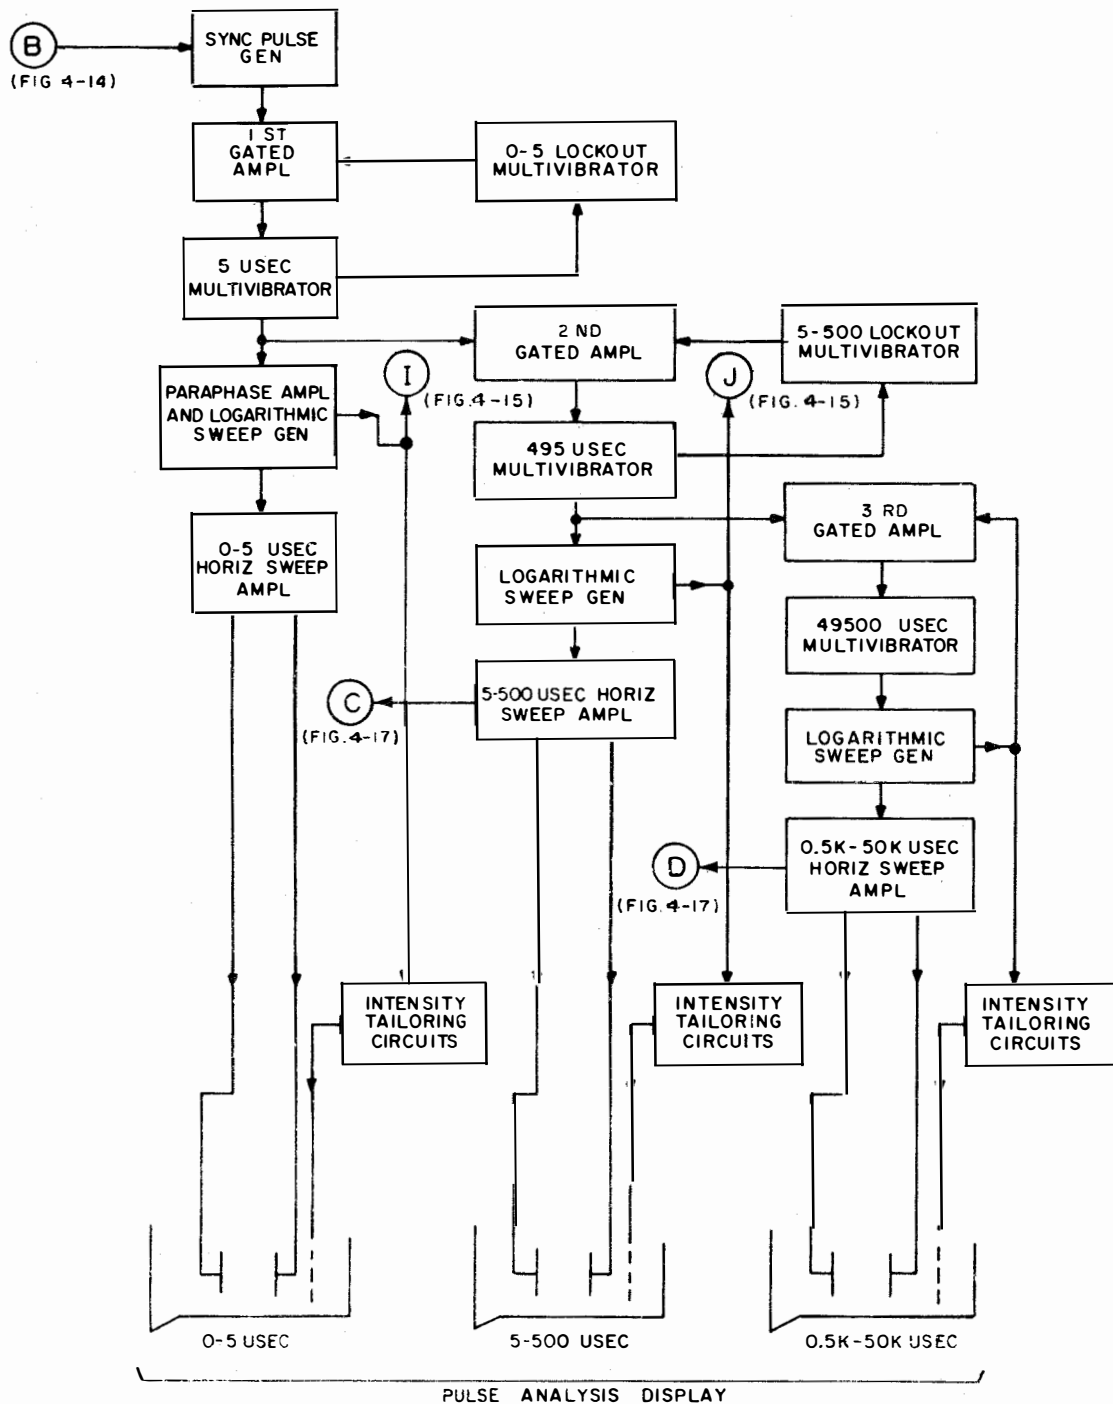 B
(FIG 4-14)
SYNC PULSE
GEN
1 ST
GATED
AMPL
0-5 LOCKOUT
MULTIVIBRATOR
5 USEC
MULTIVIBRATOR
2 ND
GATED AMPL
5-500 LOCKOUT
MULTIVIBRATOR
PARAPHASE AMPL
AND LOGARITHMIC
SWEEP GEN
I
(FIG. 4-15)
J
(FIG. 4-15)
495 USEC
MULTIVIBRATOR
3 RD
GATED AMPL
0-5 USEC
HORIZ SWEEP
AMPL
LOGARITHMIC
SWEEP GEN
49500 USEC
MULTIVIBRATOR
C
(FIG. 4-17)
5-500 USEC HORIZ
SWEEP AMPL
LOGARITHMIC
SWEEP GEN
D
(FIG. 4-17)
0.5K-50K USEC
HORIZ SWEEP
AMPL
INTENSITY
TAILORING
CIRCUITS
INTENSITY
TAILORING
CIRCUITS
INTENSITY
TAILORING
CIRCUITS
0-5 USEC
5-500 USEC
0.5K-50K USEC
PULSE ANALYSIS DISPLAY